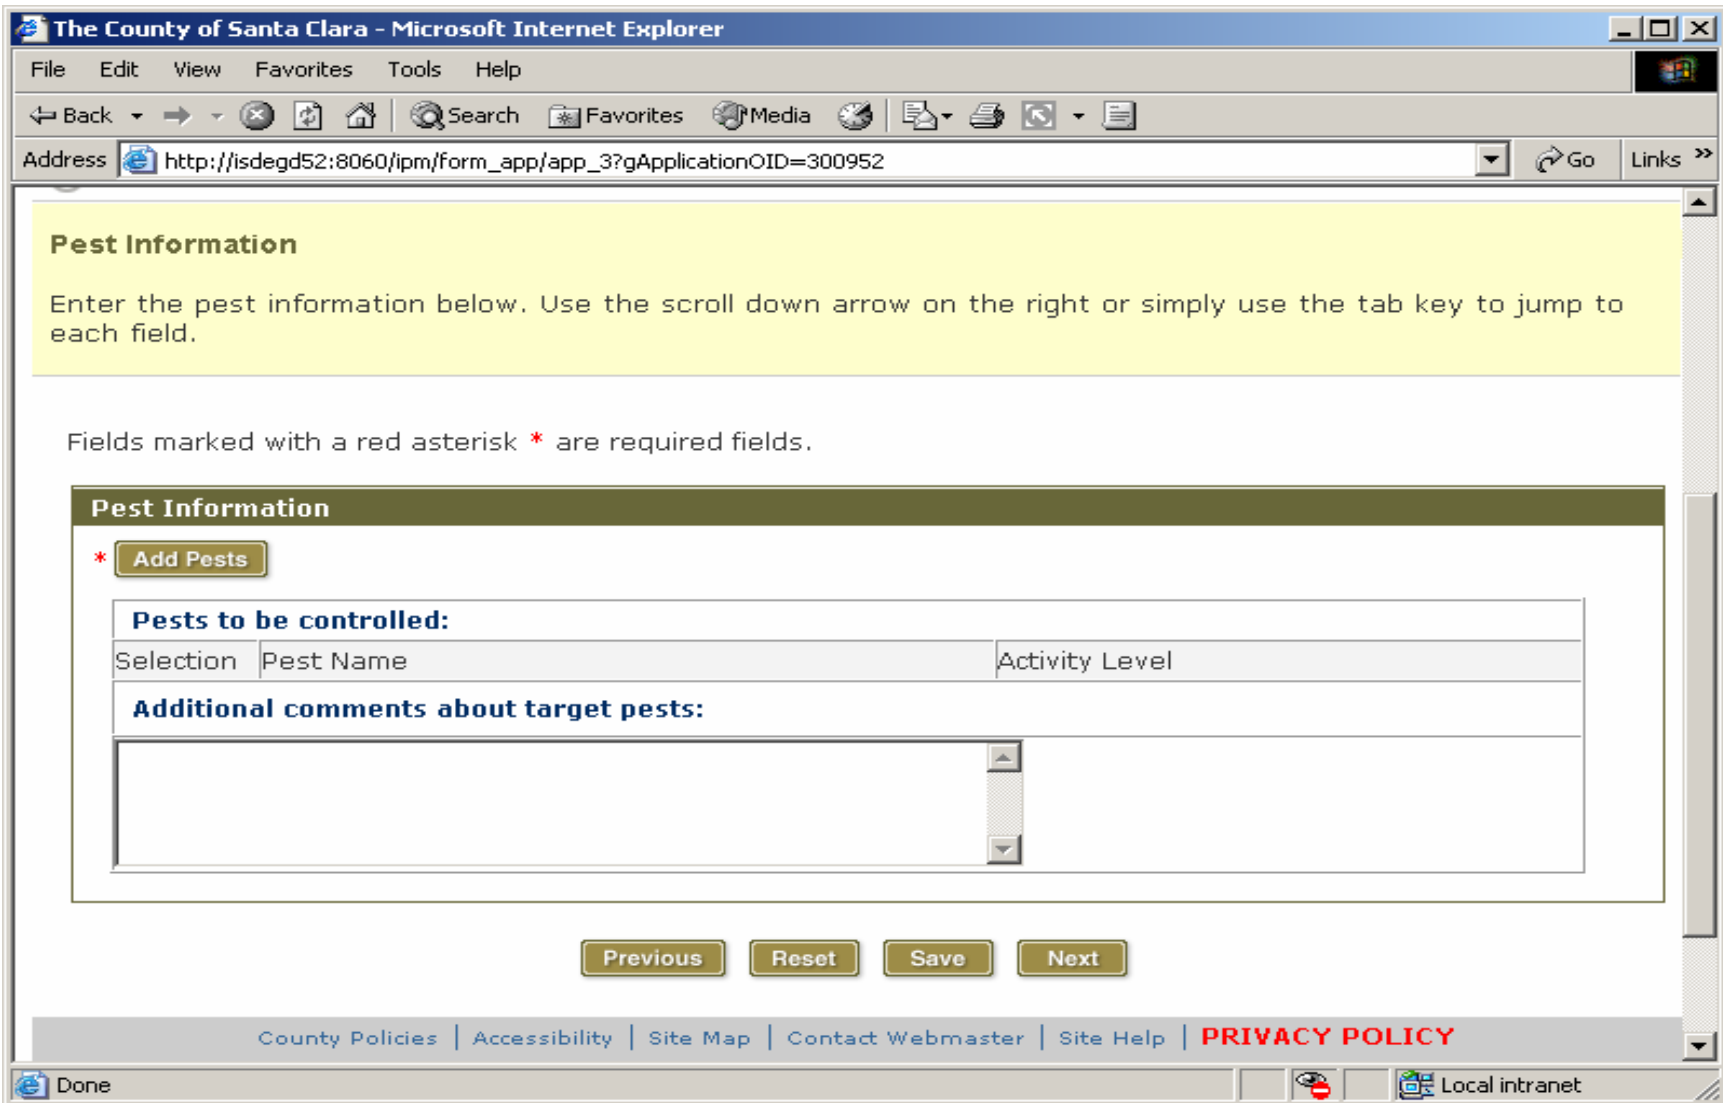 The County of Santa Clara - Microsoft Internet Explorer
File Edit View Favorites Tools Help
Back Search Favorites Media
Address http://isdegd52:8060/ipm/form_app/app_3?gApplicationOID=300952 Go Links »
Pest Information
Enter the pest information below. Use the scroll down arrow on the right or simply use the tab key to jump to
each field.
Fields marked with a red asterisk * are required fields.
Pest Information
* Add Pests
Pests to be controlled:
Selection Pest Name Activity Level
Additional comments about target pests:
Previous Reset Save Next
County Policies | Accessibility | Site Map | Contact Webmaster | Site Help | PRIVACY POLICY
Done Local intranet